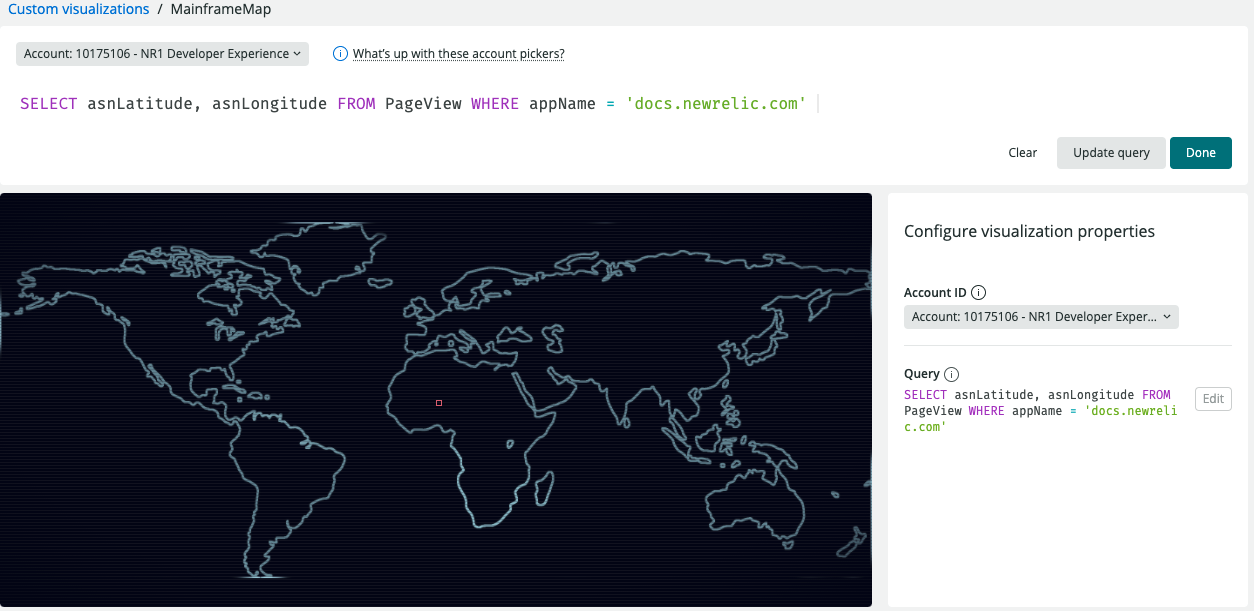 Custom visualizations / MainframeMap
Account: 10175106 - NR1 Developer Experience
What's up with these account pickers?
SELECT asnLatitude, asnLongitude FROM PageView WHERE appName = 'docs.newrelic.com'
Clear
Update query
Done
Configure visualization properties
Account ID
Account: 10175106 - NR1 Developer Exper...
Query
SELECT asnLatitude, asnLongitude FROM
PageView WHERE appName = 'docs.newreli
c.com'
Edit